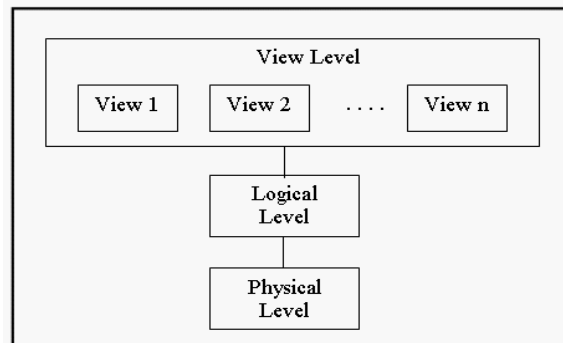 View Level
View 1 View 2 .... View n
Logical
Level
Physical
Level